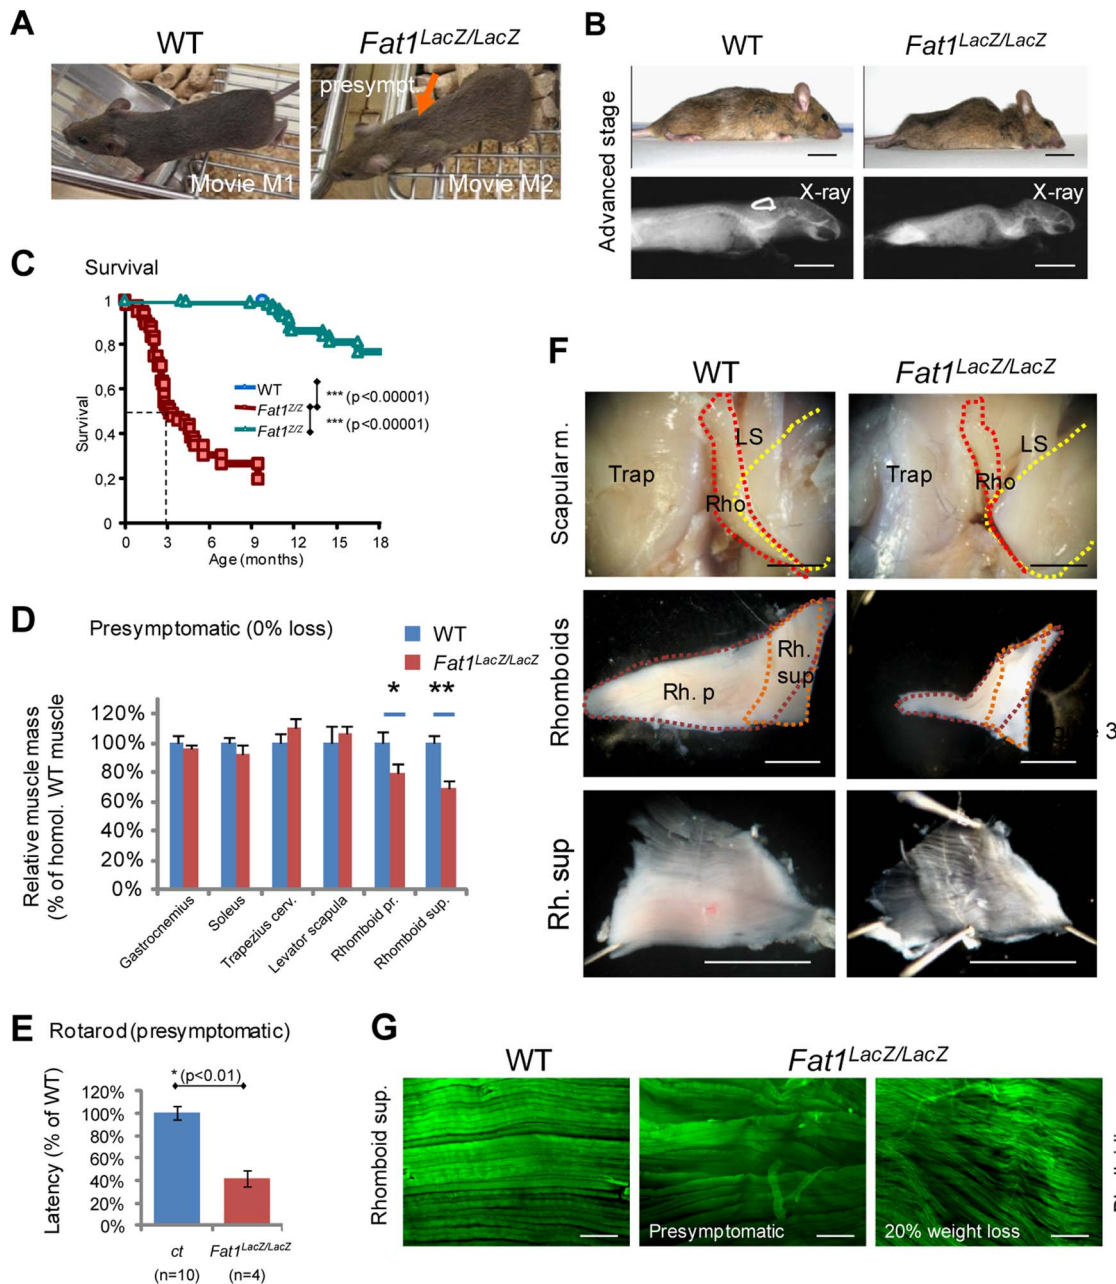 A
WT
Fat1LacZ/LacZ
presympt.
Movie M1
Movie M2
B
WT
Fat1LacZ/LacZ
Advanced stage
X-ray
X-ray
C
Survival
1
0,8
0,6
0,4
0,2
0
Survival
0 3 6 9 12 15 18
Age (months)
WT
Fat1Z/Z
Fat1Z/Z
*** (p<0.00001)
*** (p<0.00001)
D
Presymptomatic (0% loss)
WT
Fat1LacZ/LacZ
* **
Relative muscle mass
(% of homol. WT muscle
120%
100%
80%
60%
40%
20%
0%
Gastrocnemius
Soleus
Trapezius cerv.
Levator scapula
Rhomboid pr.
Rhomboid sup.
E
Rotarod (presymptomatic)
* (p<0.01)
Latency (% of WT)
120%
100%
80%
60%
40%
20%
0%
ct Fat1LacZ/LacZ
(n=10) (n=4)
F
WT
Fat1LacZ/LacZ
Scapular m.
Trap
LS
Rho
Trap
LS
Rho
Rhomboids
Rh. p
Rh.
sup
3
Rh. sup
G
WT
Fat1LacZ/LacZ
Rhomboid sup.
Presymptomatic
20% weight loss